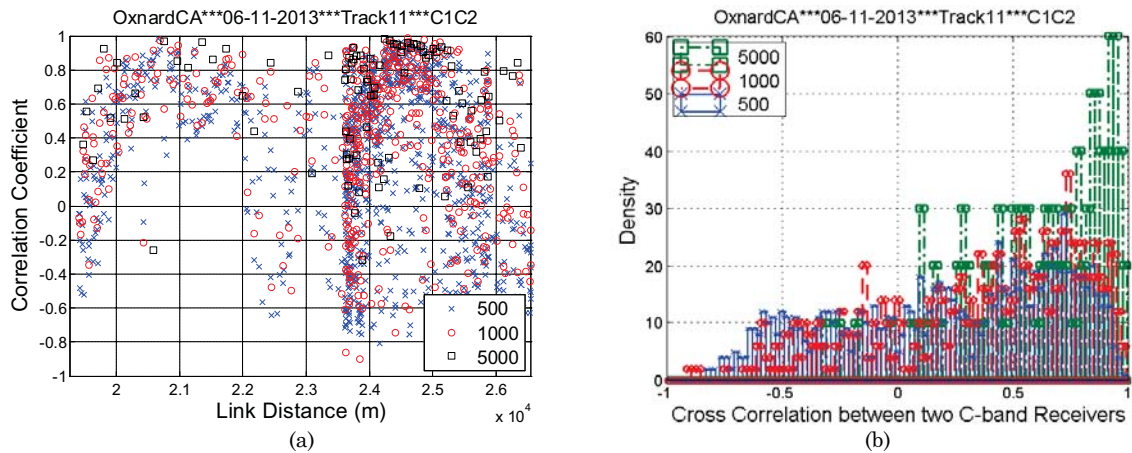 OxnardCA***06-11-2013***Track11***C1C2
Correlation Coefficient
1
0.8
0.6
0.4
0.2
0
-0.2
-0.4
-0.6
-0.8
-1
500
1000
5000
2 2.1 2.2 2.3 2.4 2.5 2.6
Link Distance (m)
x 10⁴
(a)
OxnardCA***06-11-2013***Track11***C1C2
Density
60
50
40
30
20
10
0
5000
1000
500
-1 -0.5 0 0.5 1
Cross Correlation between two C-band Receivers
(b)